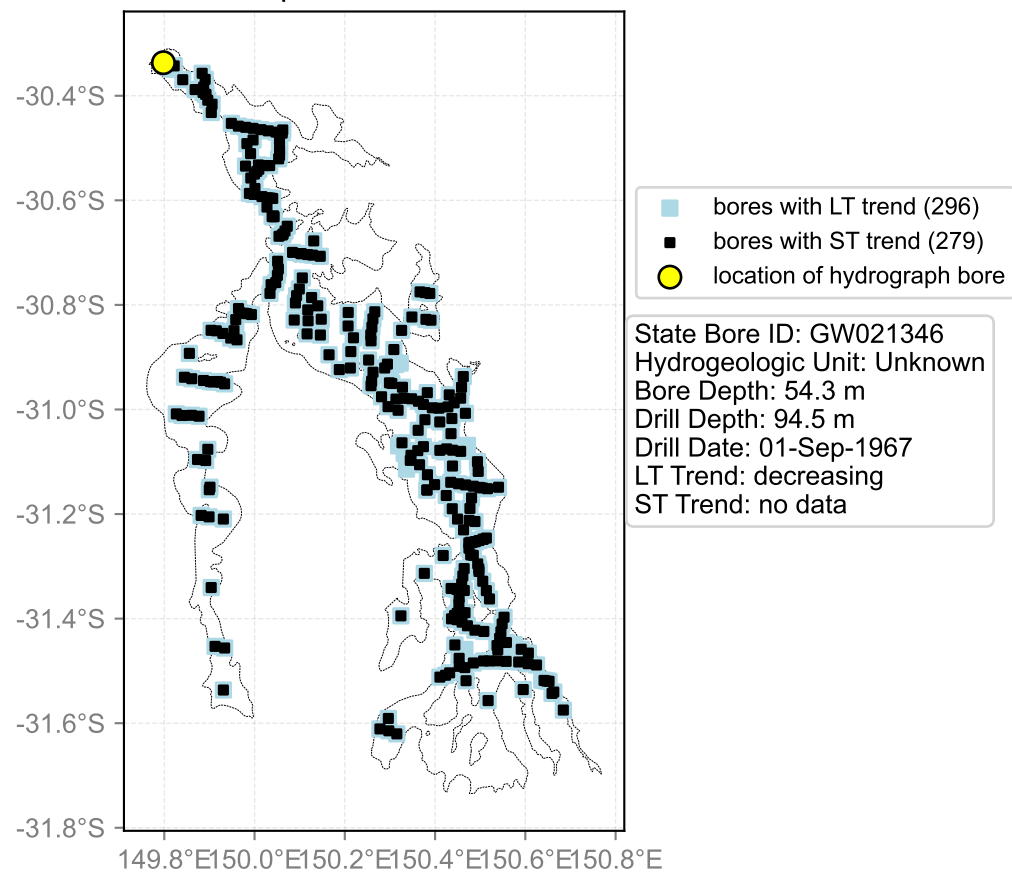 -30.4°S
-30.6°S
-30.8°S
-31.0°S
-31.2°S
-31.4°S
-31.6°S
-31.8°S
149.8°E150.0°E150.2°E150.4°E150.6°E150.8°E
bores with LT trend (296)
bores with ST trend (279)
location of hydrograph bore
State Bore ID: GW021346
Hydrogeologic Unit: Unknown
Bore Depth: 54.3 m
Drill Depth: 94.5 m
Drill Date: 01-Sep-1967
LT Trend: decreasing
ST Trend: no data